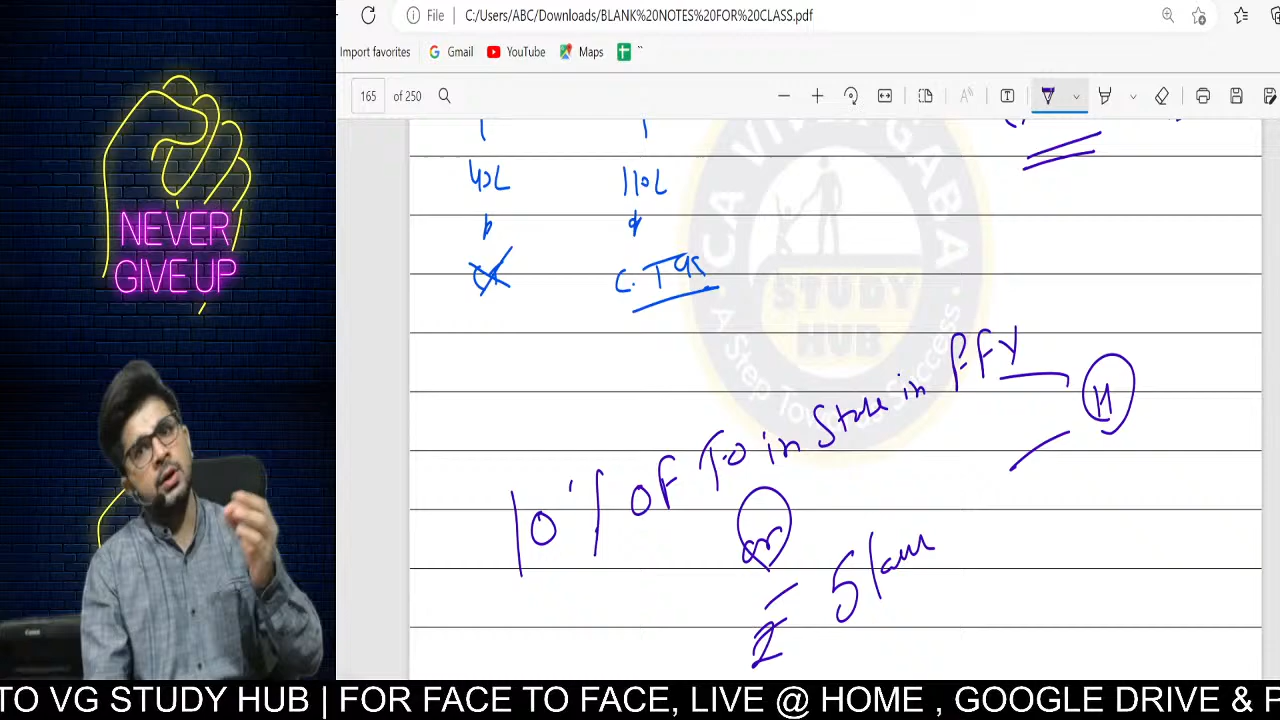 File C:/Users/ABC/Downloads/BLANK%20NOTES%20FOR%20CLASS.pdf
Import favorites Gmail YouTube Maps
165 of 250
40L 110L
C.TAX
10% OF T.O in State in PFY
H
or
5 lacs
NEVER
GIVE UP
TO VG STUDY HUB | FOR FACE TO FACE, LIVE @ HOME , GOOGLE DRIVE & F